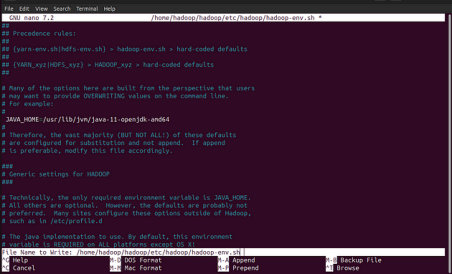 File Edit View Search Terminal Help
GNU nano 7.2 /home/hadoop/hadoop/etc/hadoop/hadoop-env.sh *
##
## Precedence rules:
##
## {yarn-env.sh|hdfs-env.sh} > hadoop-env.sh > hard-coded defaults
##
## {YARN_xyz|HDFS_xyz} > HADOOP_xyz > hard-coded defaults
##
# Many of the options here are built from the perspective that users
# may want to provide OVERWRITING values on the command line.
# For example:
#
JAVA_HOME:/usr/lib/jvm/java-11-openjdk-amd64
#
# Therefore, the vast majority (BUT NOT ALL!) of these defaults
# are configured for substitution and not append. If append
# is preferable, modify this file accordingly.
###
# Generic settings for HADOOP
###
# Technically, the only required environment variable is JAVA_HOME.
# All others are optional. However, the defaults are probably not
# preferred. Many sites configure these options outside of Hadoop,
# such as in /etc/profile.d
# The java implementation to use. By default, this environment
# variable is REQUIRED on ALL platforms except OS X!
File Name to Write: /home/hadoop/hadoop/etc/hadoop/hadoop-env.sh
^G Help M-D DOS Format M-A Append M-B Backup File
^C Cancel M-M Mac Format M-P Prepend ^T Browse